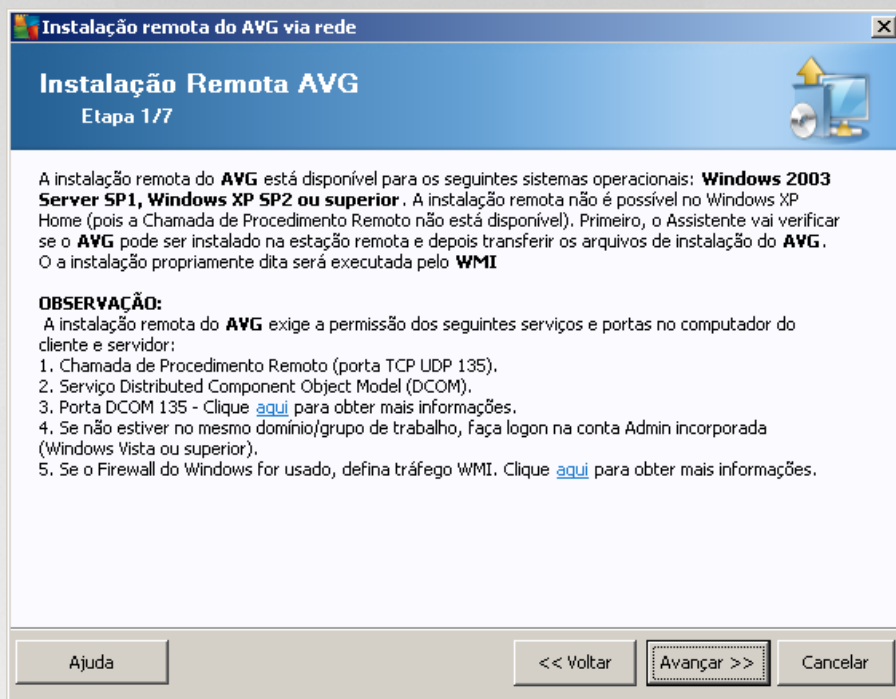 Instalação remota do AVG via rede
Instalação Remota AVG
Etapa 1/7
A instalação remota do AVG está disponível para os seguintes sistemas operacionais: Windows 2003
Server SP1, Windows XP SP2 ou superior. A instalação remota não é possível no Windows XP
Home (pois a Chamada de Procedimento Remoto não está disponível). Primeiro, o Assistente vai verificar
se o AVG pode ser instalado na estação remota e depois transferir os arquivos de instalação do AVG.
O a instalação propriamente dita será executada pelo WMI
OBSERVAÇÃO:
A instalação remota do AVG exige a permissão dos seguintes serviços e portas no computador do
cliente e servidor:
1. Chamada de Procedimento Remoto (porta TCP UDP 135).
2. Serviço Distributed Component Object Model (DCOM).
3. Porta DCOM 135 - Clique aqui para obter mais informações.
4. Se não estiver no mesmo domínio/grupo de trabalho, faça logon na conta Admin incorporada
(Windows Vista ou superior).
5. Se o Firewall do Windows for usado, defina tráfego WMI. Clique aqui para obter mais informações.
Ajuda
<< Voltar
Avançar >>
Cancelar